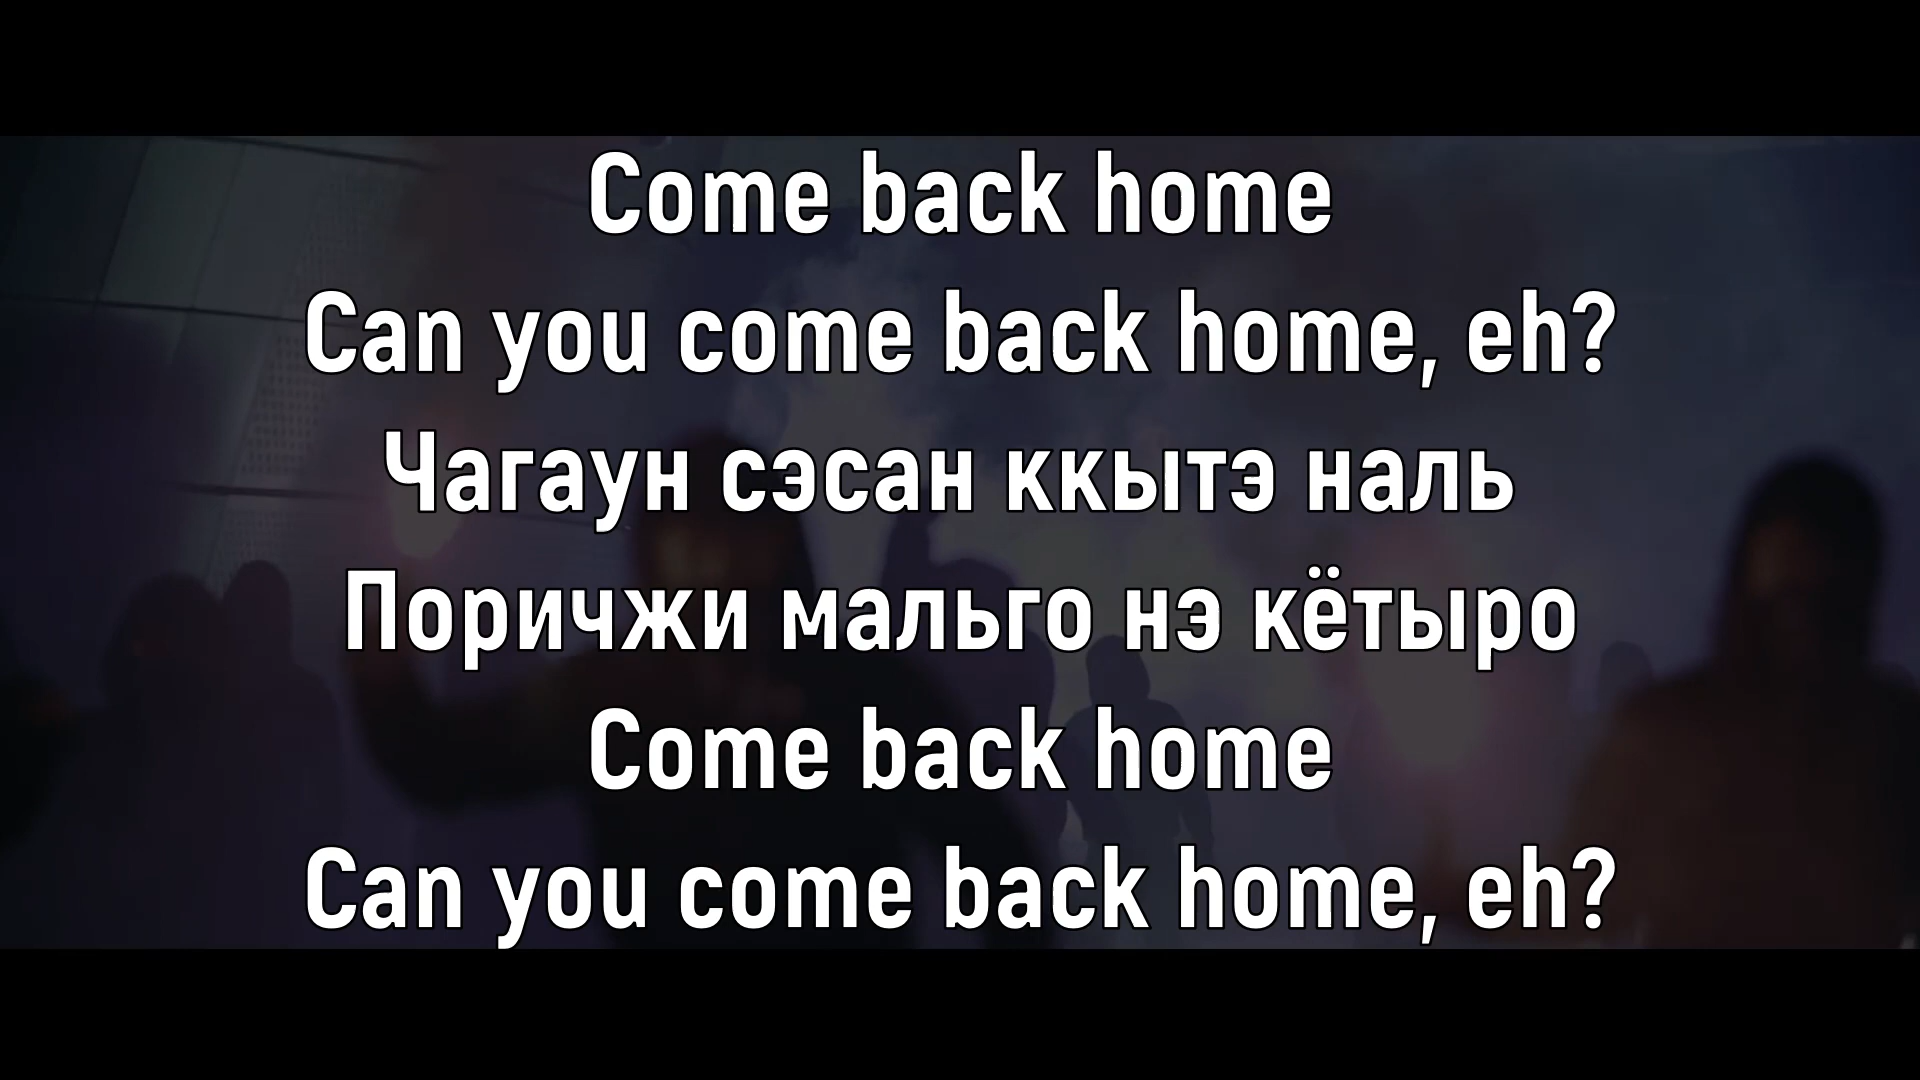 Come back home
Can you come back home, eh?
Чагаун сэсан ккытэ наль
Поричжи мальго нэ кётыро
Come back home
Can you come back home, eh?